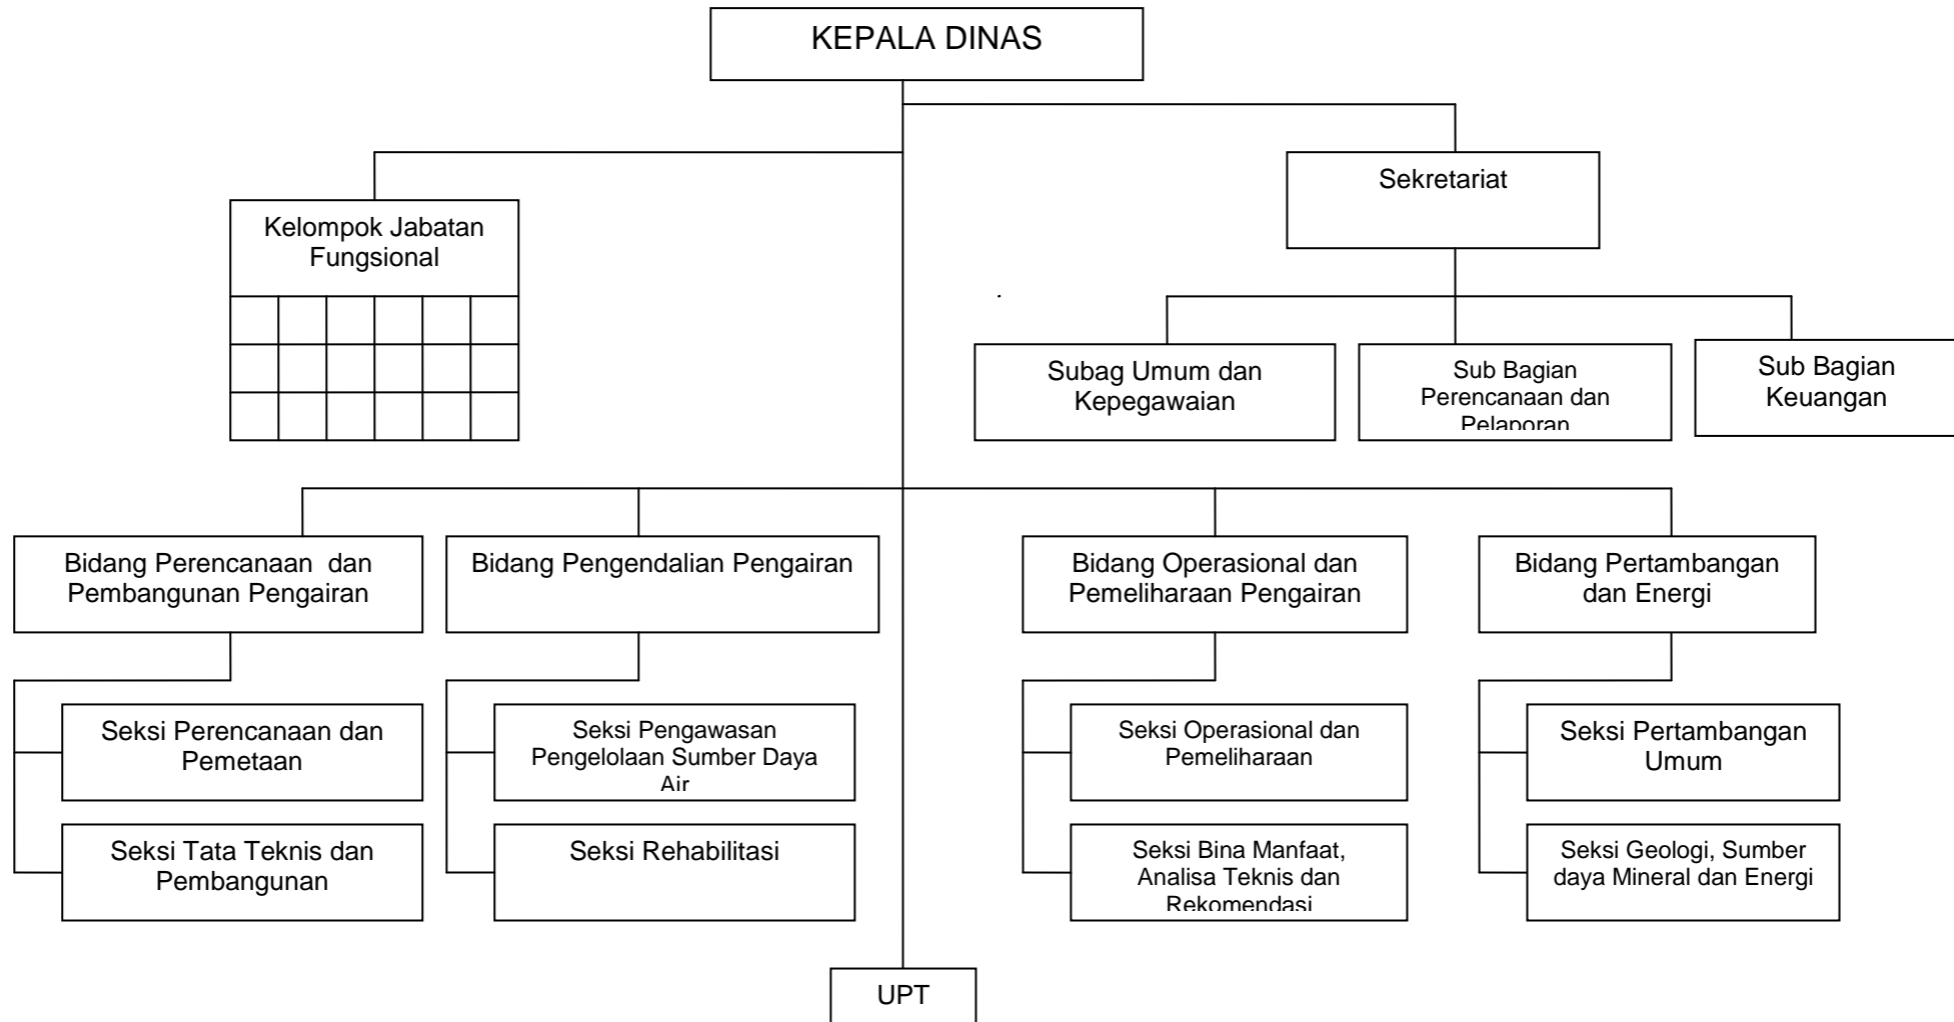 KEPALA DINAS
Sekretariat
Kelompok Jabatan
Fungsional
Subag Umum dan
Kepegawaian
Sub Bagian
Perencanaan dan
Pelaporan
Sub Bagian
Keuangan
Bidang Perencanaan dan
Pembangunan Pengairan
Bidang Pengendalian Pengairan
Bidang Operasional dan
Pemeliharaan Pengairan
Bidang Pertambangan
dan Energi
Seksi Perencanaan dan
Pemetaan
Seksi Pengawasan
Pengelolaan Sumber Daya
Air
Seksi Operasional dan
Pemeliharaan
Seksi Pertambangan
Umum
Seksi Tata Teknis dan
Pembangunan
Seksi Rehabilitasi
Seksi Bina Manfaat,
Analisa Teknis dan
Rekomendasi
Seksi Geologi, Sumber
daya Mineral dan Energi
UPT